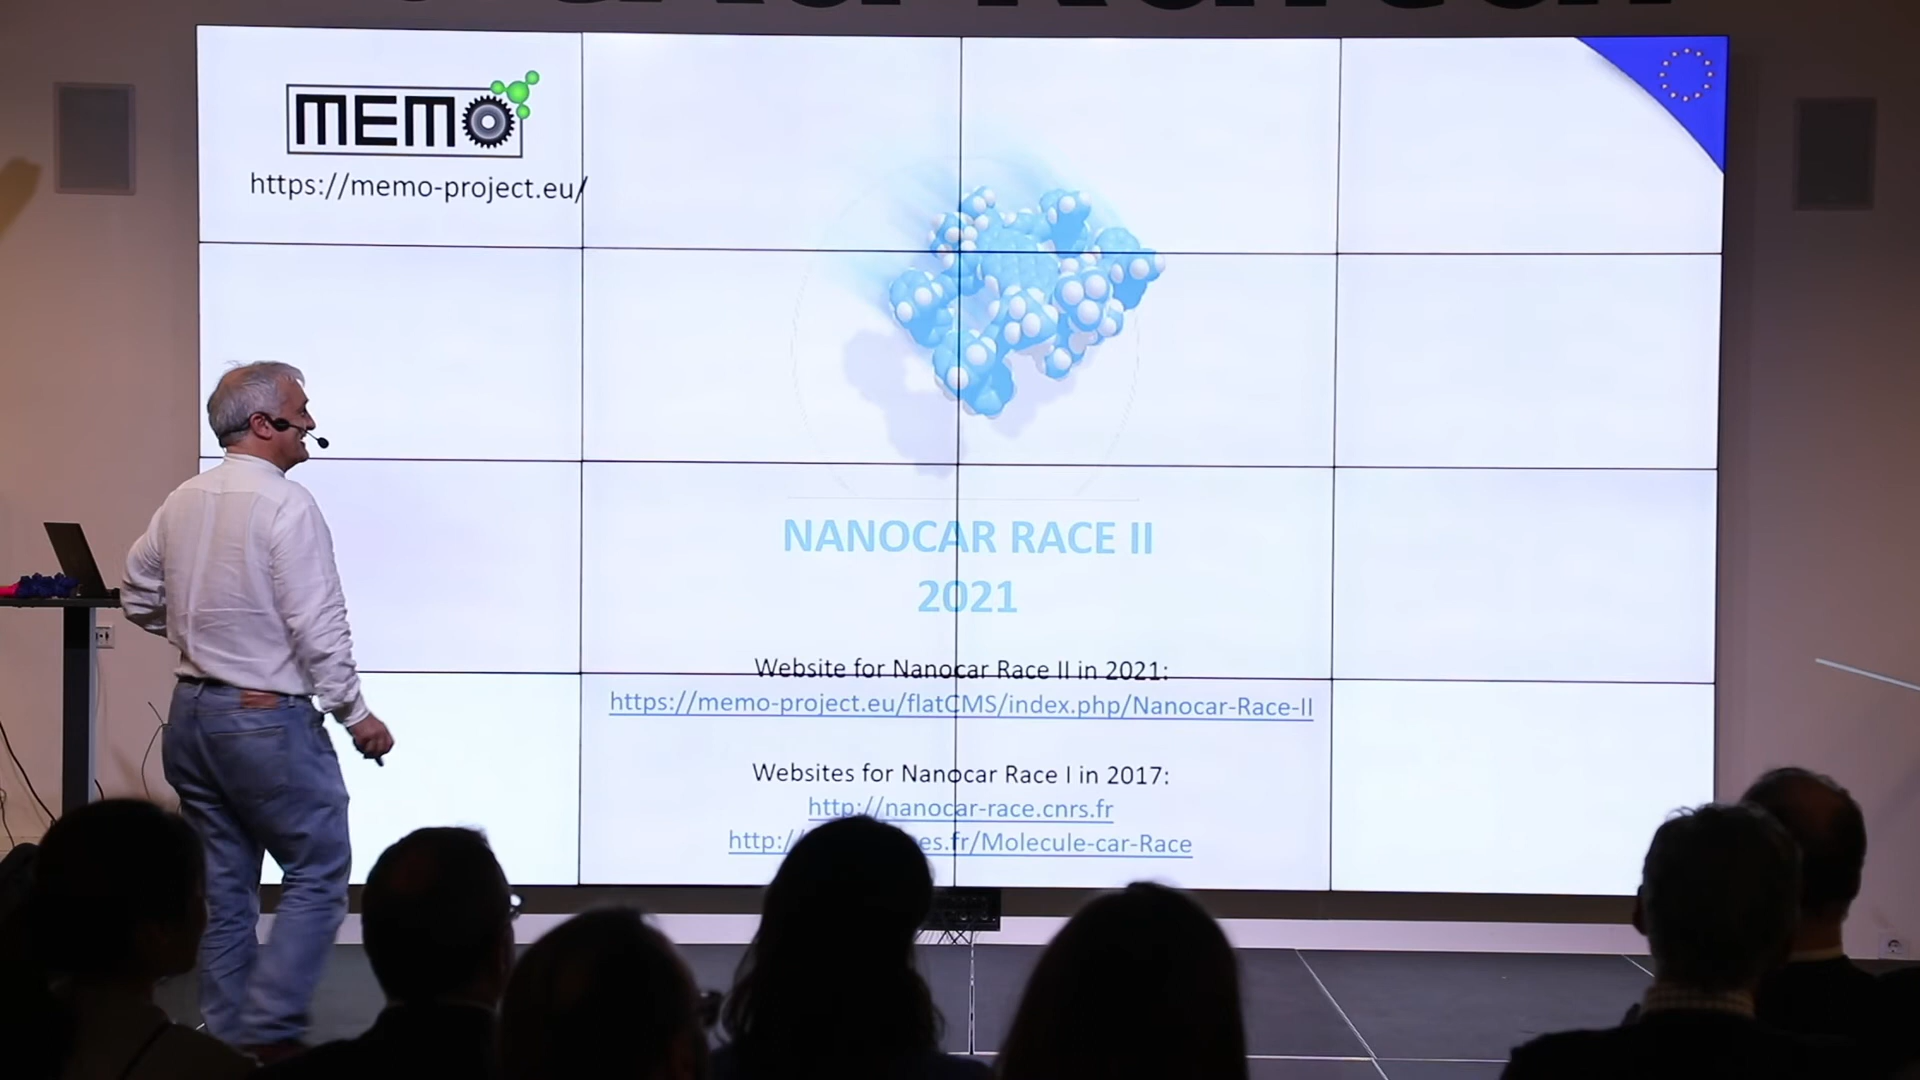 MEMO
https://memo-project.eu/
NANOCAR RACE II
2021
Website for Nanocar Race II in 2021:
https://memo-project.eu/flatCMS/index.php/Nanocar-Race-II
Websites for Nanocar Race I in 2017:
http://nanocar-race.cnrs.fr
http: es.fr/Molecule-car-Race